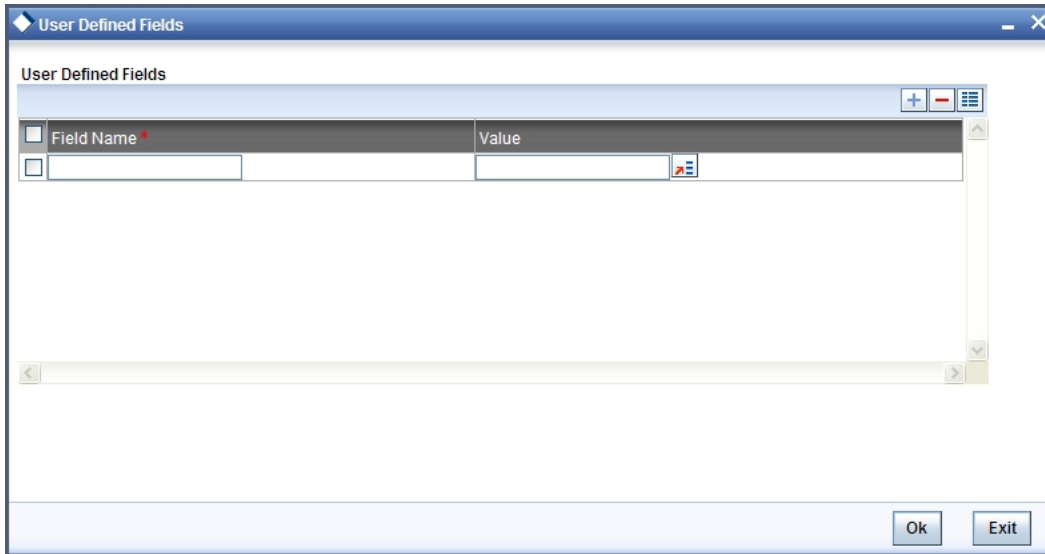 User Defined Fields
User Defined Fields
Field Name * Value
Ok Exit